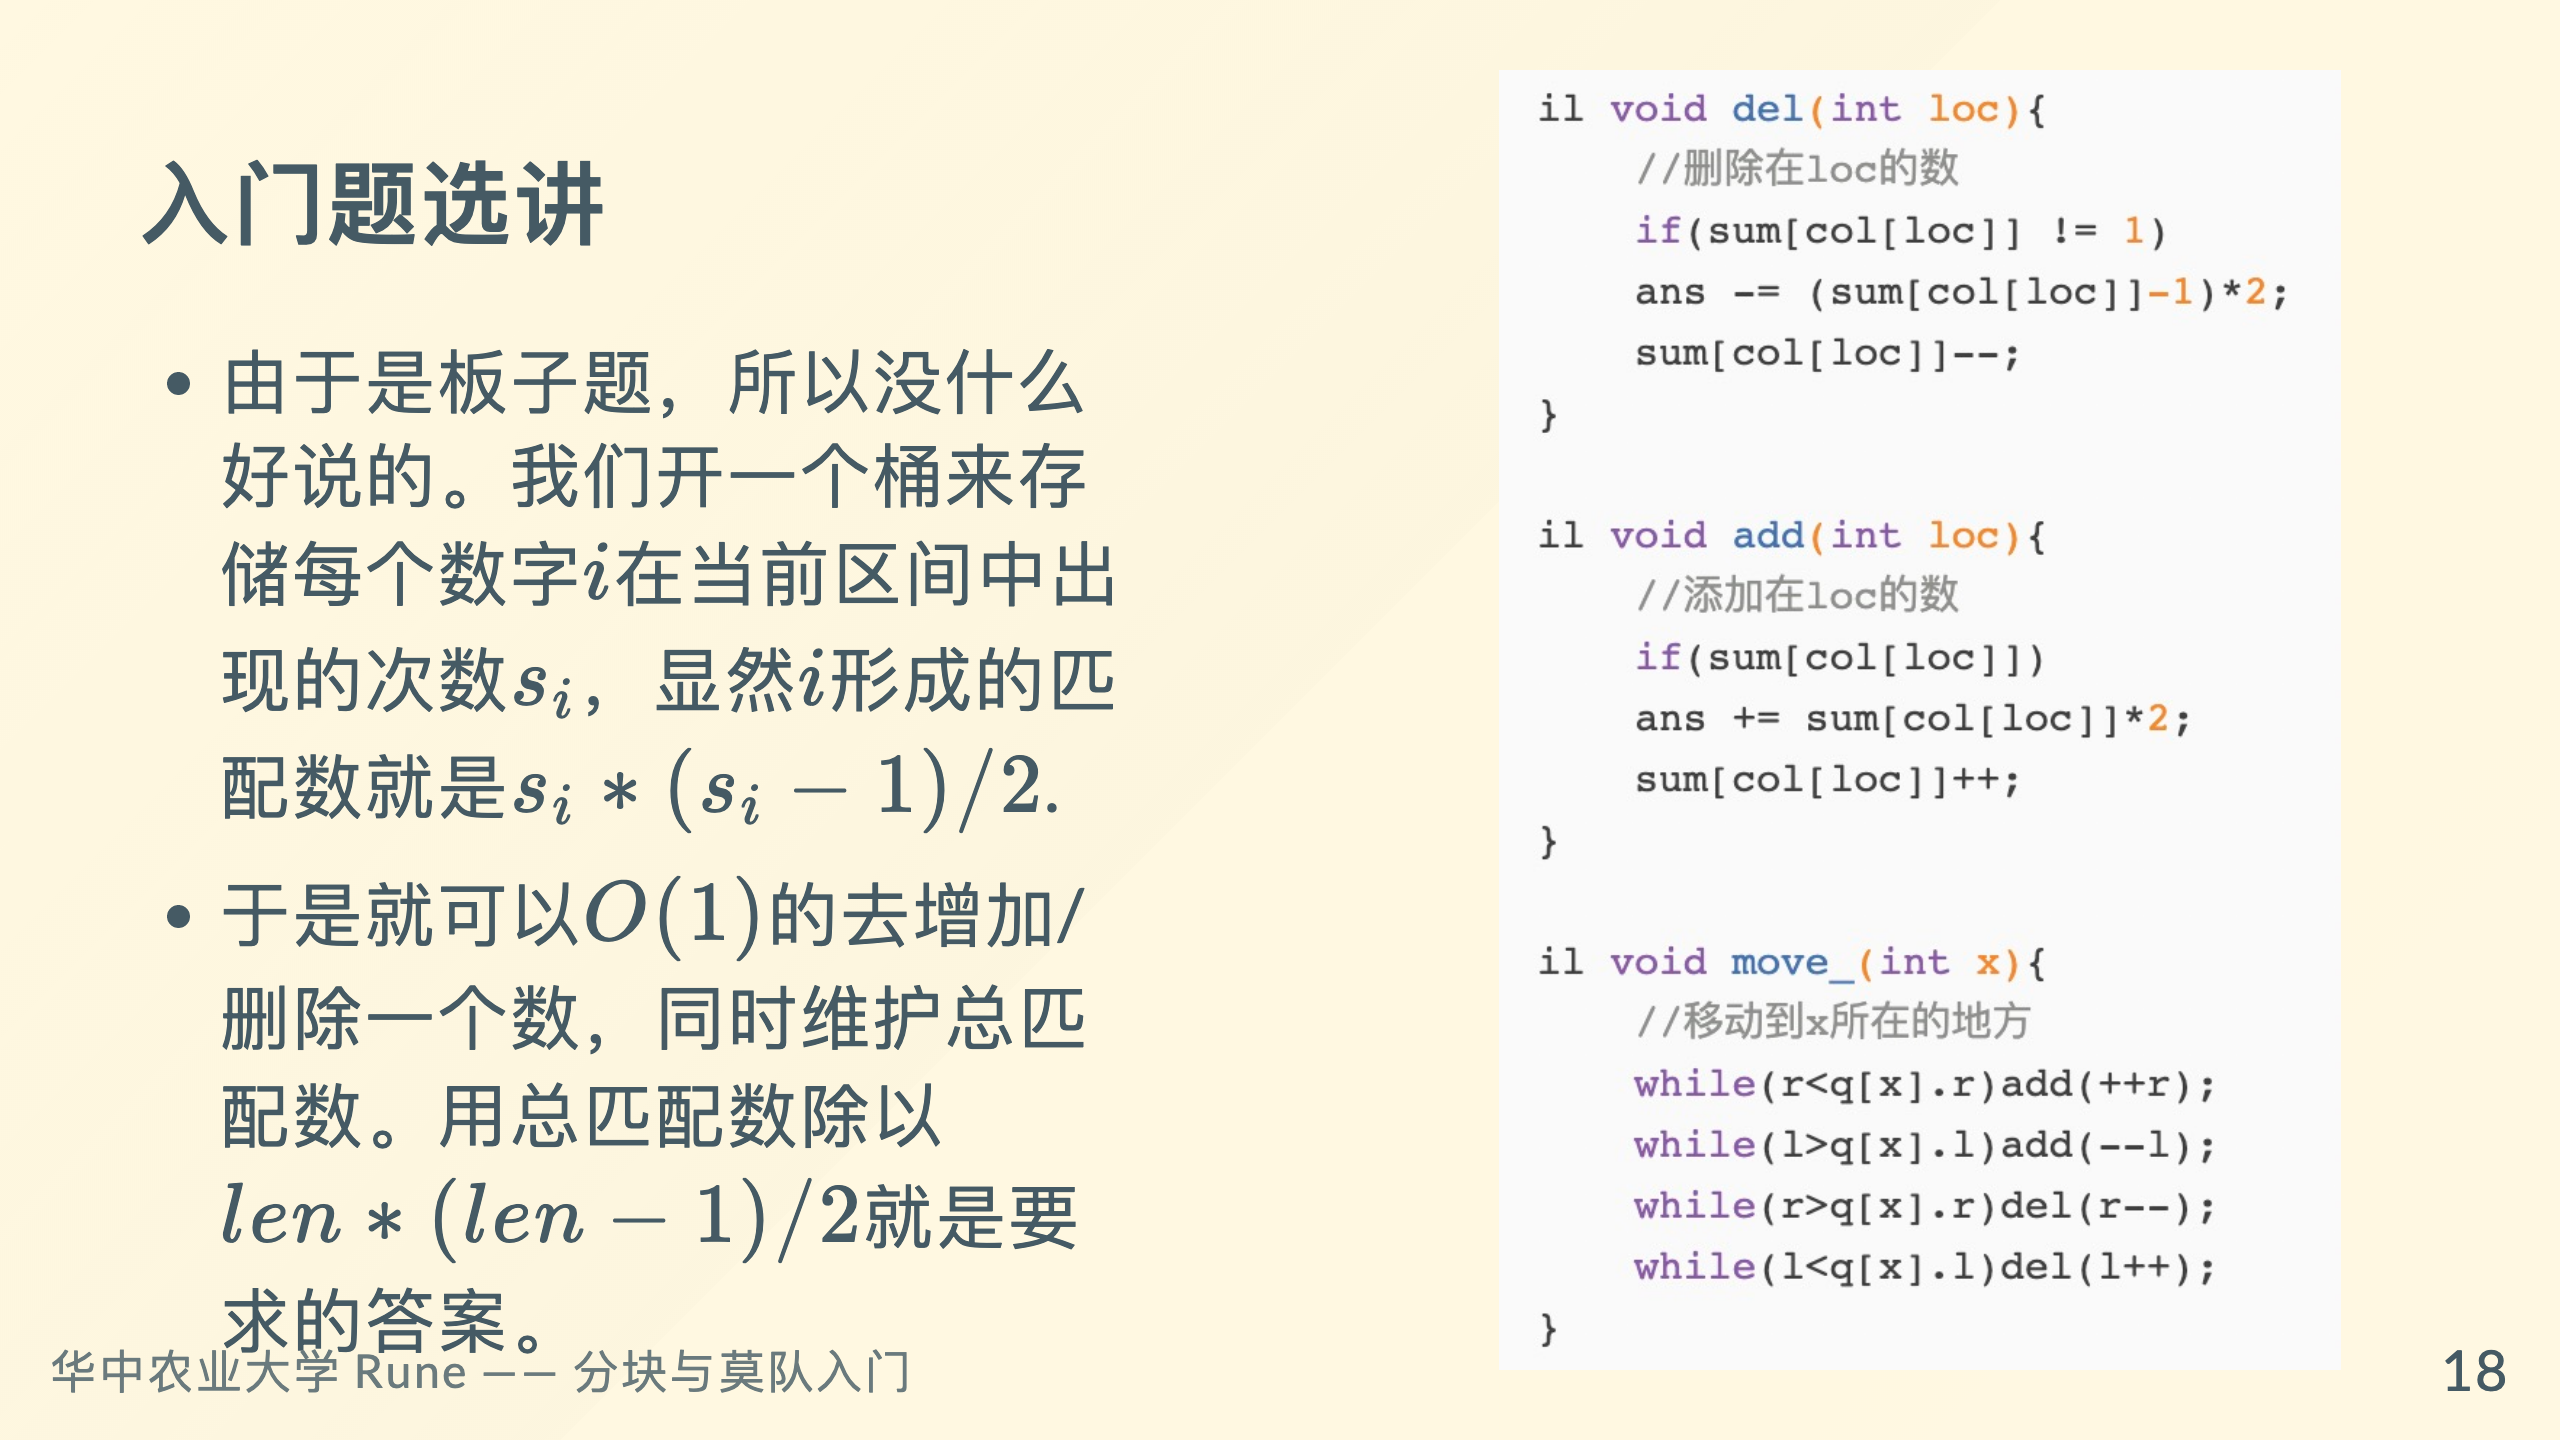 入门题选讲
• 由于是板子题，所以没什么
好说的。我们开一个桶来存
储每个数字i在当前区间中出
现的次数s_i，显然i形成的匹
配数就是s_i * (s_i − 1)/2.
• 于是就可以O(1)的去增加/
删除一个数，同时维护总匹
配数。用总匹配数除以
len * (len − 1)/2就是要
求的答案。
il void del(int loc){
//删除在loc的数
if(sum[col[loc]] != 1)
ans -= (sum[col[loc]]-1)*2;
sum[col[loc]]--;
}
il void add(int loc){
//添加在loc的数
if(sum[col[loc]])
ans += sum[col[loc]]*2;
sum[col[loc]]++;
}
il void move_(int x){
//移动到x所在的地方
while(r<q[x].r)add(++r);
while(l>q[x].l)add(--l);
while(r>q[x].r)del(r--);
while(l<q[x].l)del(l++);
}
华中农业大学 Rune —— 分块与莫队入门
18